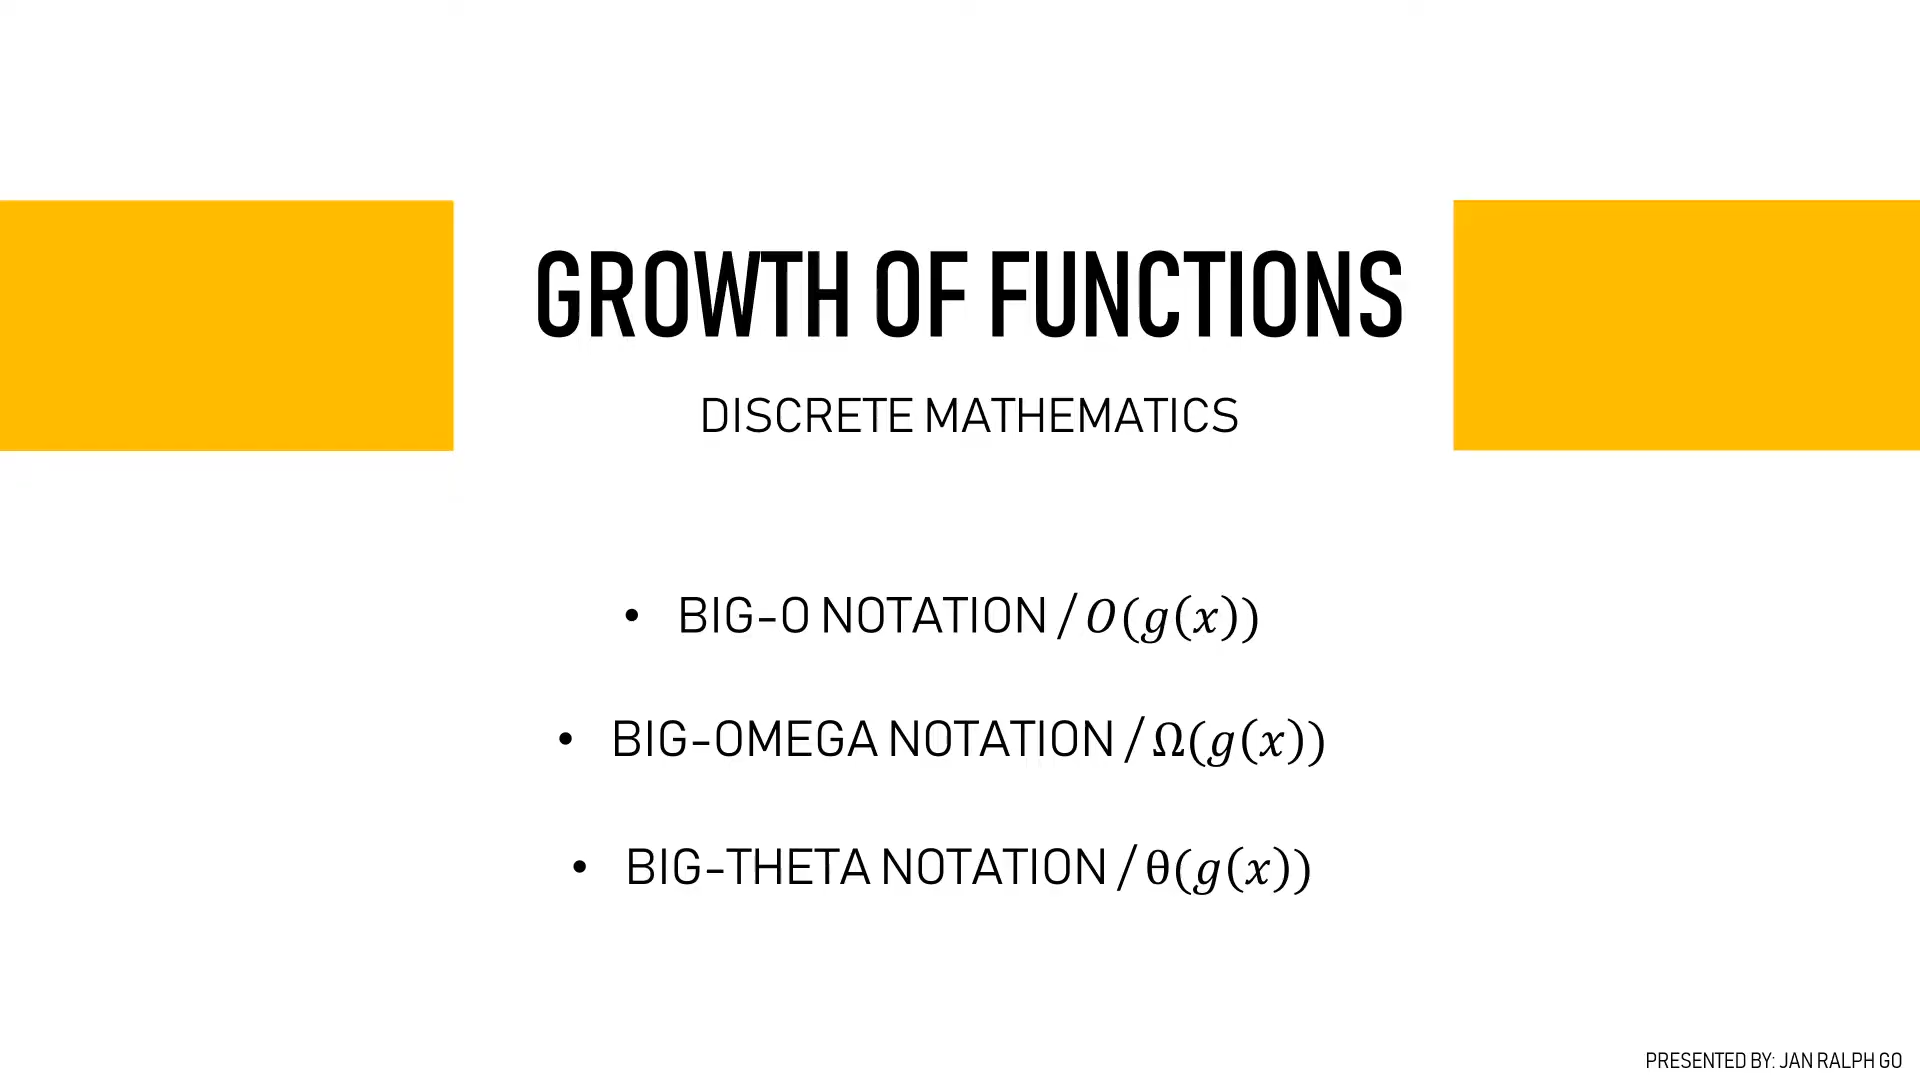 GROWTH OF FUNCTIONS
DISCRETE MATHEMATICS
• BIG-O NOTATION / O(g(x))
• BIG-OMEGA NOTATION / Ω(g(x))
• BIG-THETA NOTATION / θ(g(x))
PRESENTED BY: JAN RALPH GO